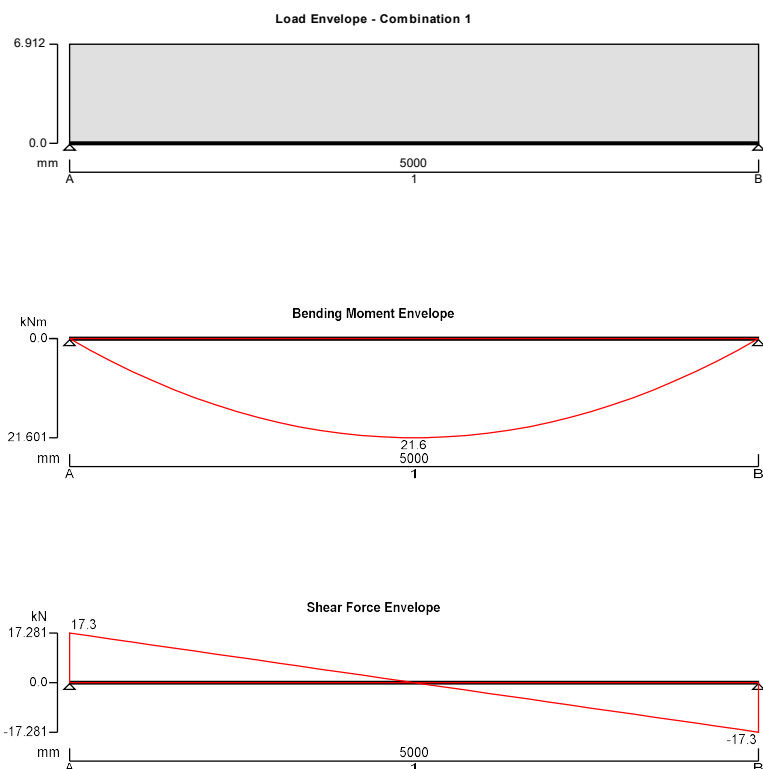 Load Envelope - Combination 1
6.912
0.0
mm 5000
A 1 B
Bending Moment Envelope
kNm
0.0
21.601
21.6
mm 5000
A 1 B
Shear Force Envelope
kN
17.3
17.281
0.0
-17.281
-17.3
mm 5000
A 1 B